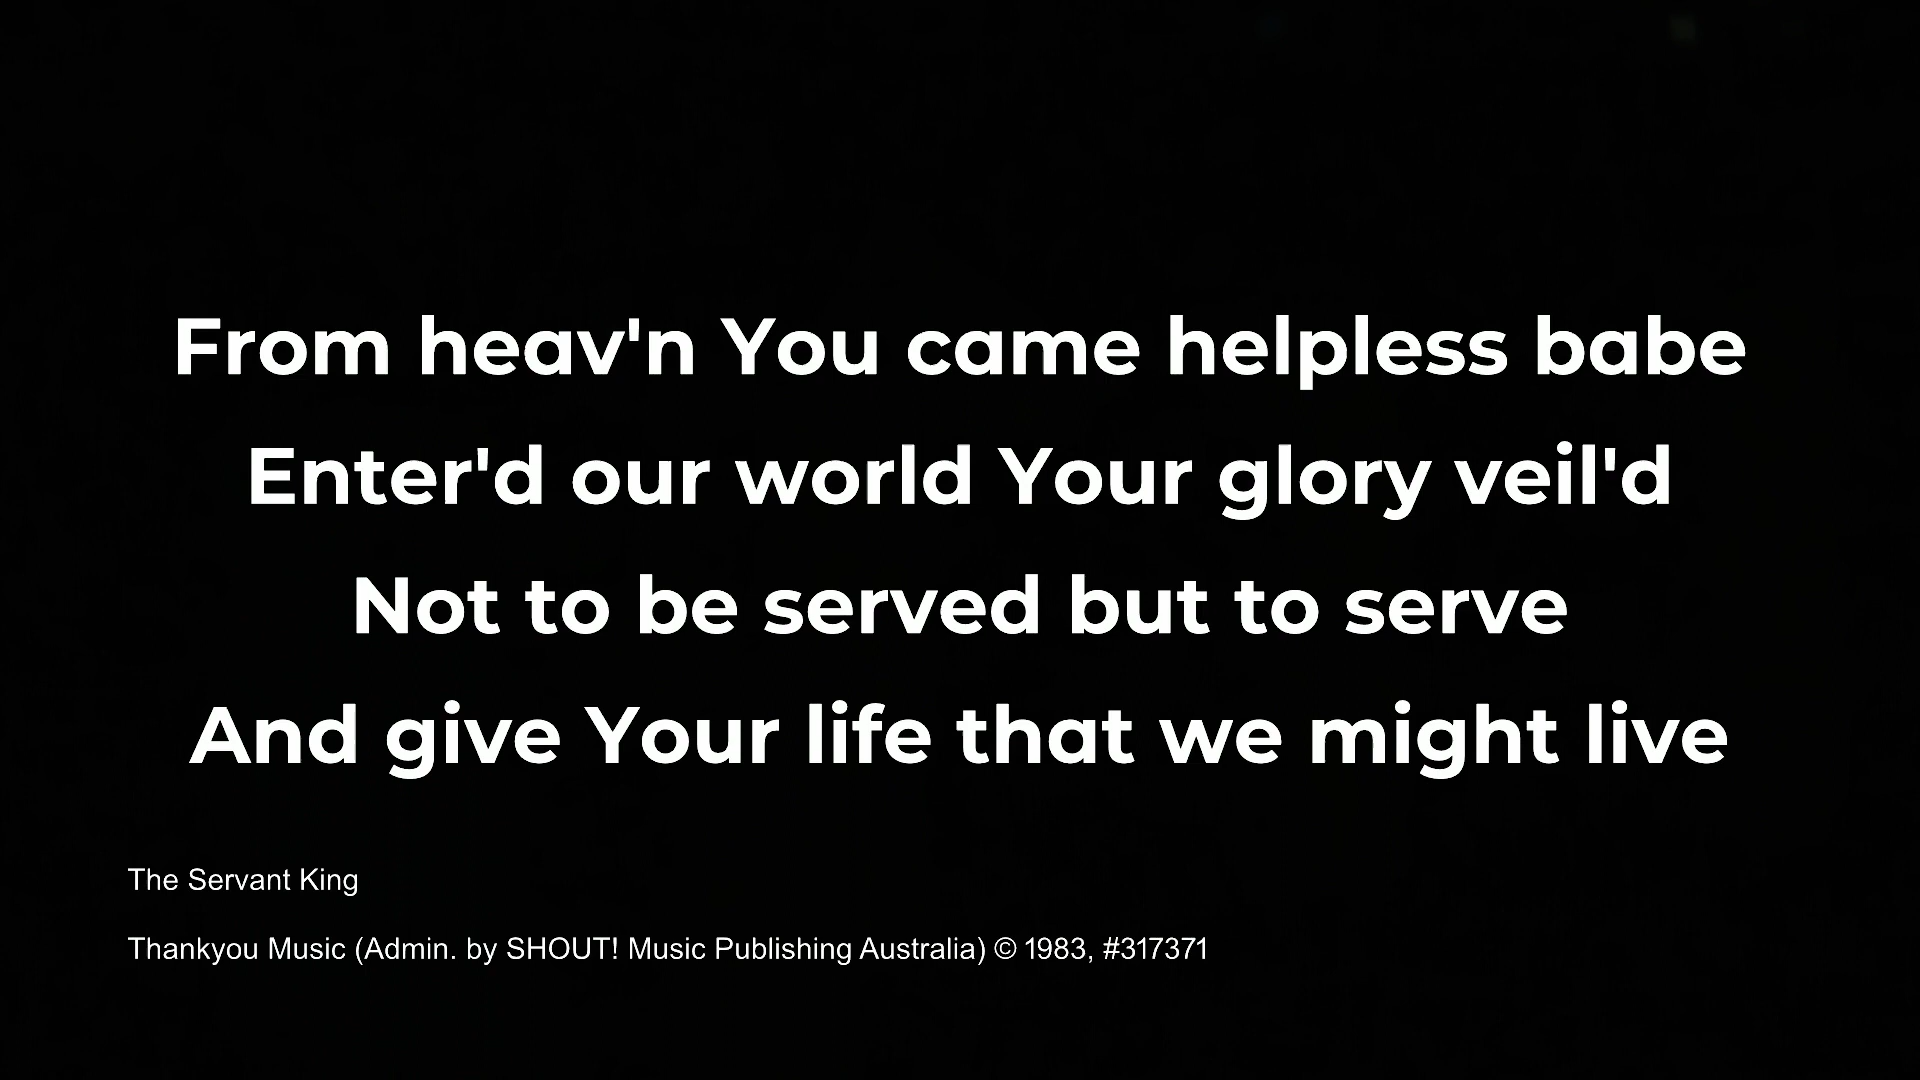 From heav'n You came helpless babe
Enter'd our world Your glory veil'd
Not to be served but to serve
And give Your life that we might live
The Servant King
Thankyou Music (Admin. by SHOUT! Music Publishing Australia) © 1983, #317371